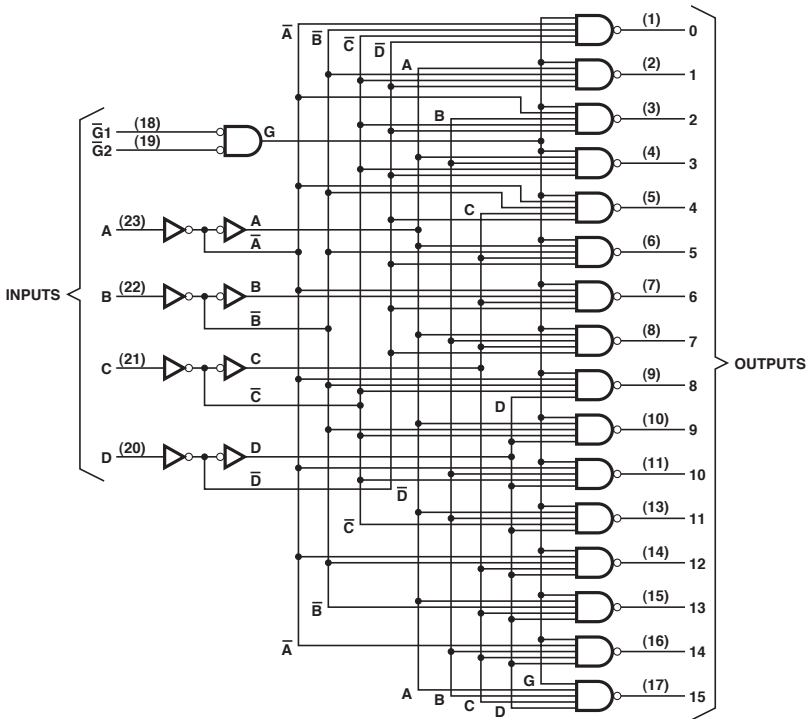 A̅ B̅ C̅ D̅ (1) 0
A (2) 1
B (3) 2
G̅1 (18) G
G̅2 (19)
(4) 3
C (5) 4
A (23) A
A̅
(6) 5
INPUTS
B (22) B (7) 6
B̅
(8) 7
OUTPUTS
C (21) C
C̅
D (9) 8
(10) 9
D (20) D
D̅ D̅
(11) 10
C̅ (13) 11
(14) 12
B̅ (15) 13
A̅ (16) 14
G
A B C D (17) 15